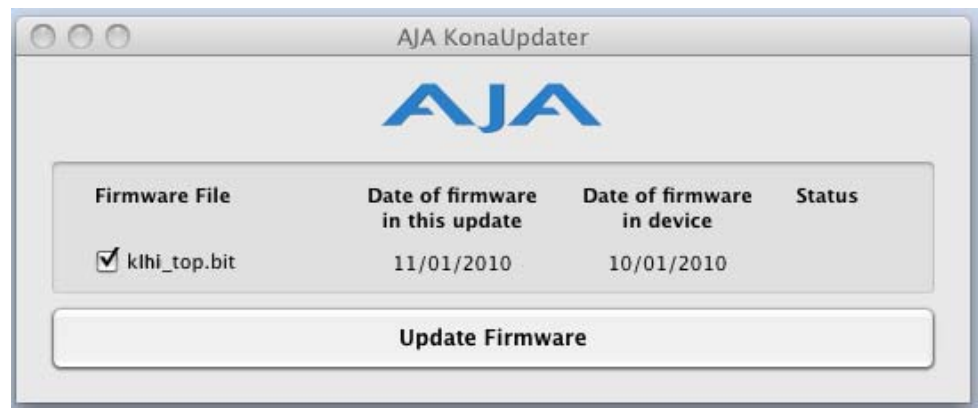 AJA KonaUpdater
AJA
Firmware File
Date of firmware
in this update
Date of firmware
in device
Status
klhi_top.bit
11/01/2010
10/01/2010
Update Firmware